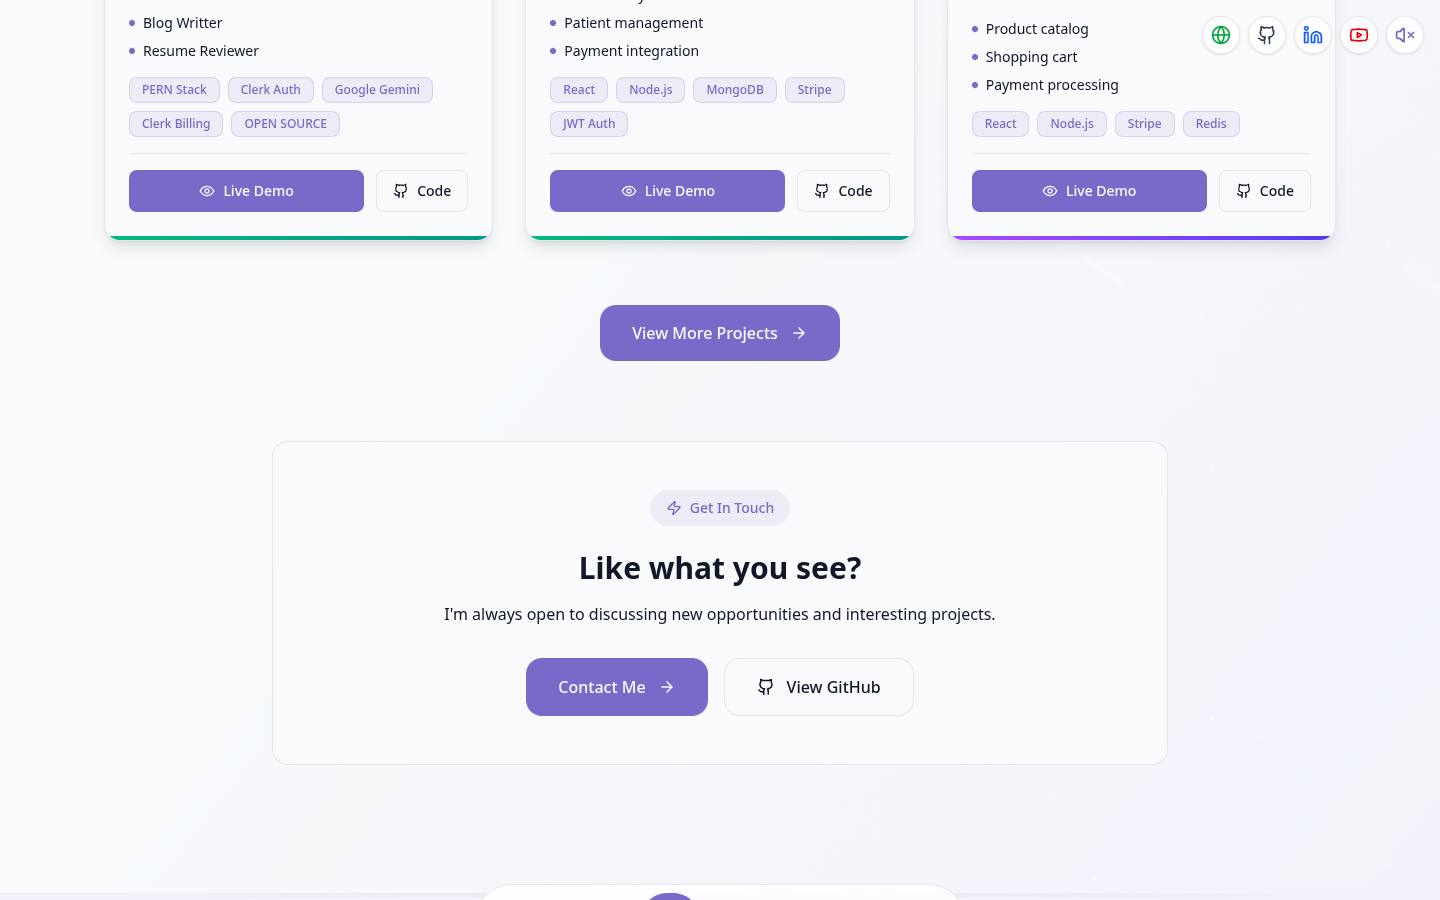 Blog Writter
Resume Reviewer
PERN Stack Clerk Auth Google Gemini
Clerk Billing OPEN SOURCE
Live Demo Code
Patient management
Payment integration
React Node.js MongoDB Stripe
JWT Auth
Live Demo Code
Product catalog
Shopping cart
Payment processing
React Node.js Stripe Redis
Live Demo Code
View More Projects
Get In Touch
Like what you see?
I'm always open to discussing new opportunities and interesting projects.
Contact Me View GitHub